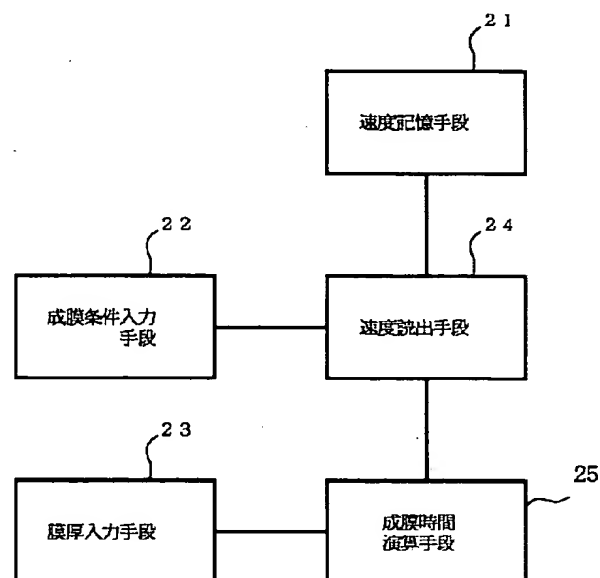 ２１
速度記憶手段
２２
２４
成膜条件入力
手段
速度読出手段
２３
25
膜厚入力手段
成膜時間
演算手段